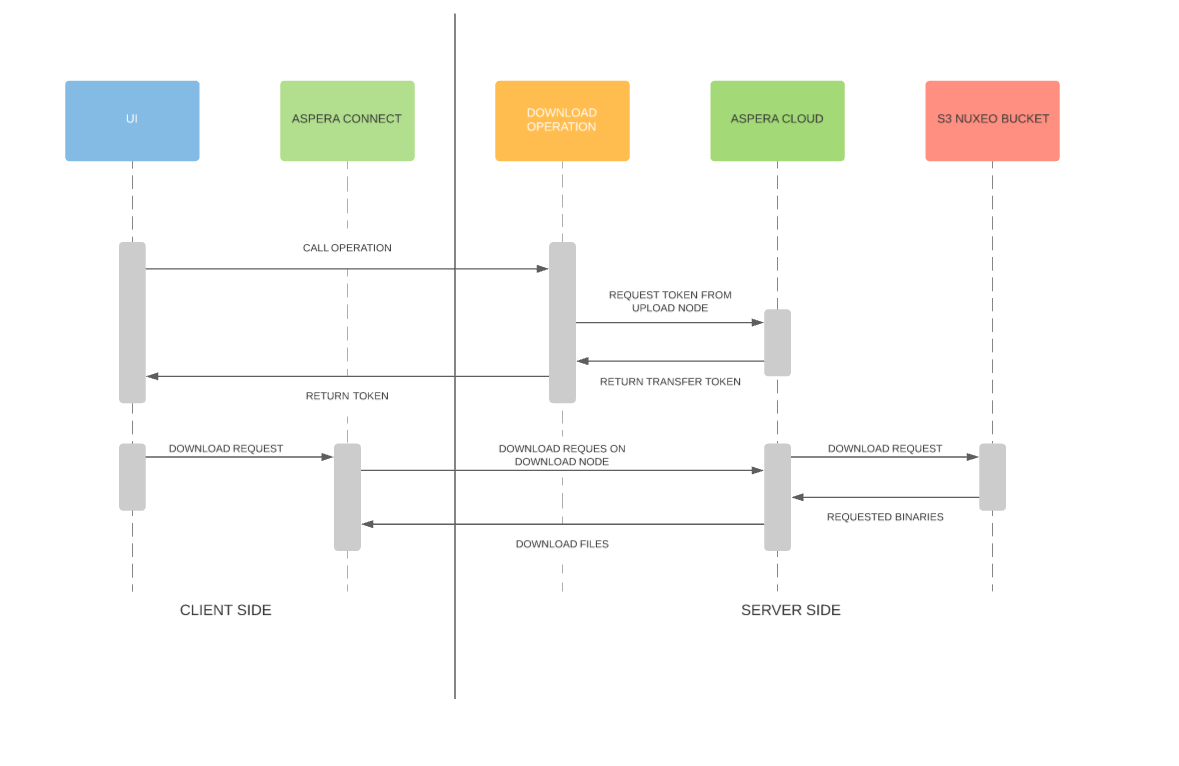 UI
ASPERA CONNECT
DOWNLOAD
OPERATION
ASPERA CLOUD
S3 NUXEO BUCKET
CALL OPERATION
REQUEST TOKEN FROM
UPLOAD NODE
RETURN TRANSFER TOKEN
RETURN TOKEN
DOWNLOAD REQUEST
DOWNLOAD REQUES ON
DOWNLOAD NODE
DOWNLOAD REQUEST
REQUESTED BINARIES
DOWNLOAD FILES
CLIENT SIDE
SERVER SIDE